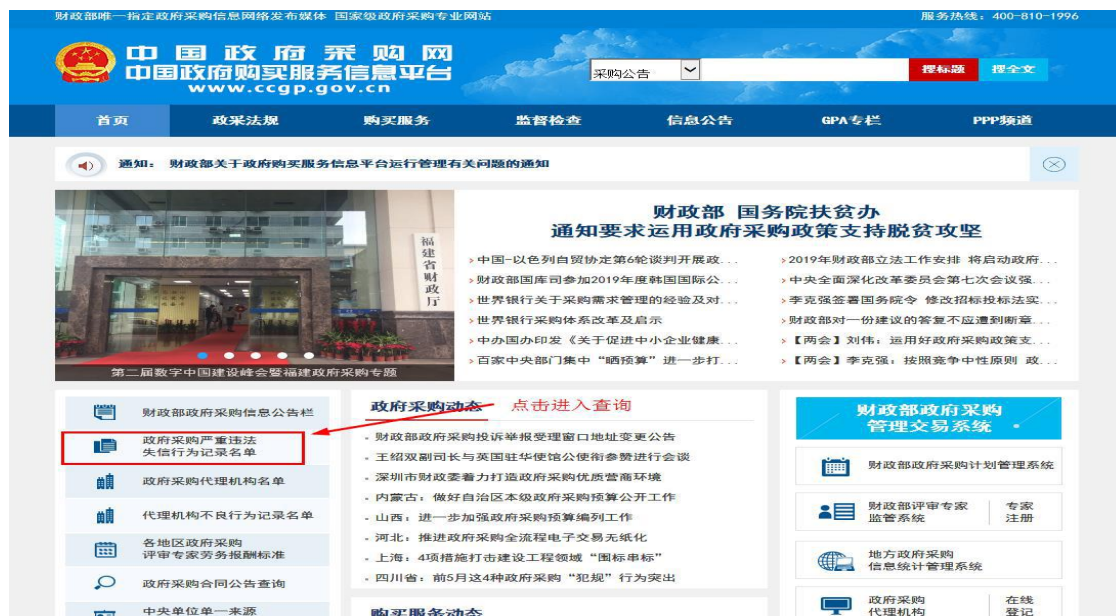 财政部唯一指定政府采购信息网络发布媒体 国家级政府采购专业网站
服务热线：400-810-1996
中国政府采购网
中国政府购买服务信息平台
www.ccgp.gov.cn
采购公告
搜标题
搜全文
首页
政采法规
购买服务
监督检查
信息公告
GPA专栏
PPP频道
通知：
财政部关于政府购买服务信息平台运行管理有关问题的通知
福建省财政厅
第二届数字中国建设峰会暨福建政府采购专题
财政部 国务院扶贫办
通知要求运用政府采购政策支持脱贫攻坚
中国-以色列自贸协定第6轮谈判开展政...
财政部国库司参加2019年度韩国国际公...
世界银行关于采购需求管理的经验及对...
世界银行采购体系改革及启示
中办国办印发《关于促进中小企业健康...
百家中央部门集中“晒预算”进一步打...
2019年财政部立法工作安排 将启动政府...
中央全面深化改革委员会第七次会议强...
李克强签署国务院令 修改招标投标法实...
财政部对一份建议的答复不应遭到断章...
【两会】刘伟：运用好政府采购政策支...
【两会】李克强：按照竞争中性原则 政...
财政部政府采购信息公告栏
政府采购严重违法
失信行为记录名单
政府采购代理机构名单
代理机构不良行为记录名单
各地区政府采购
评审专家劳务报酬标准
政府采购合同公告查询
中央单位单一来源
政府采购动态
点击进入查询
财政部政府采购投诉举报受理窗口地址变更公告
王绍双副司长与英国驻华使馆公使衔参赞进行会谈
深圳市财政委着力打造政府采购优质营商环境
内蒙古：做好自治区本级政府采购预算公开工作
山西：进一步加强政府采购预算编列工作
河北：推进政府采购全流程电子交易无纸化
上海：4项措施打击建设工程领域“围标串标”
四川省：前5月这4种政府采购“犯规”行为突出
购买服务动态
财政部政府采购
管理交易系统
财政部政府采购计划管理系统
财政部评审专家
监管系统
专家
注册
地方政府采购
信息统计管理系统
政府采购
代理机构
在线
登记